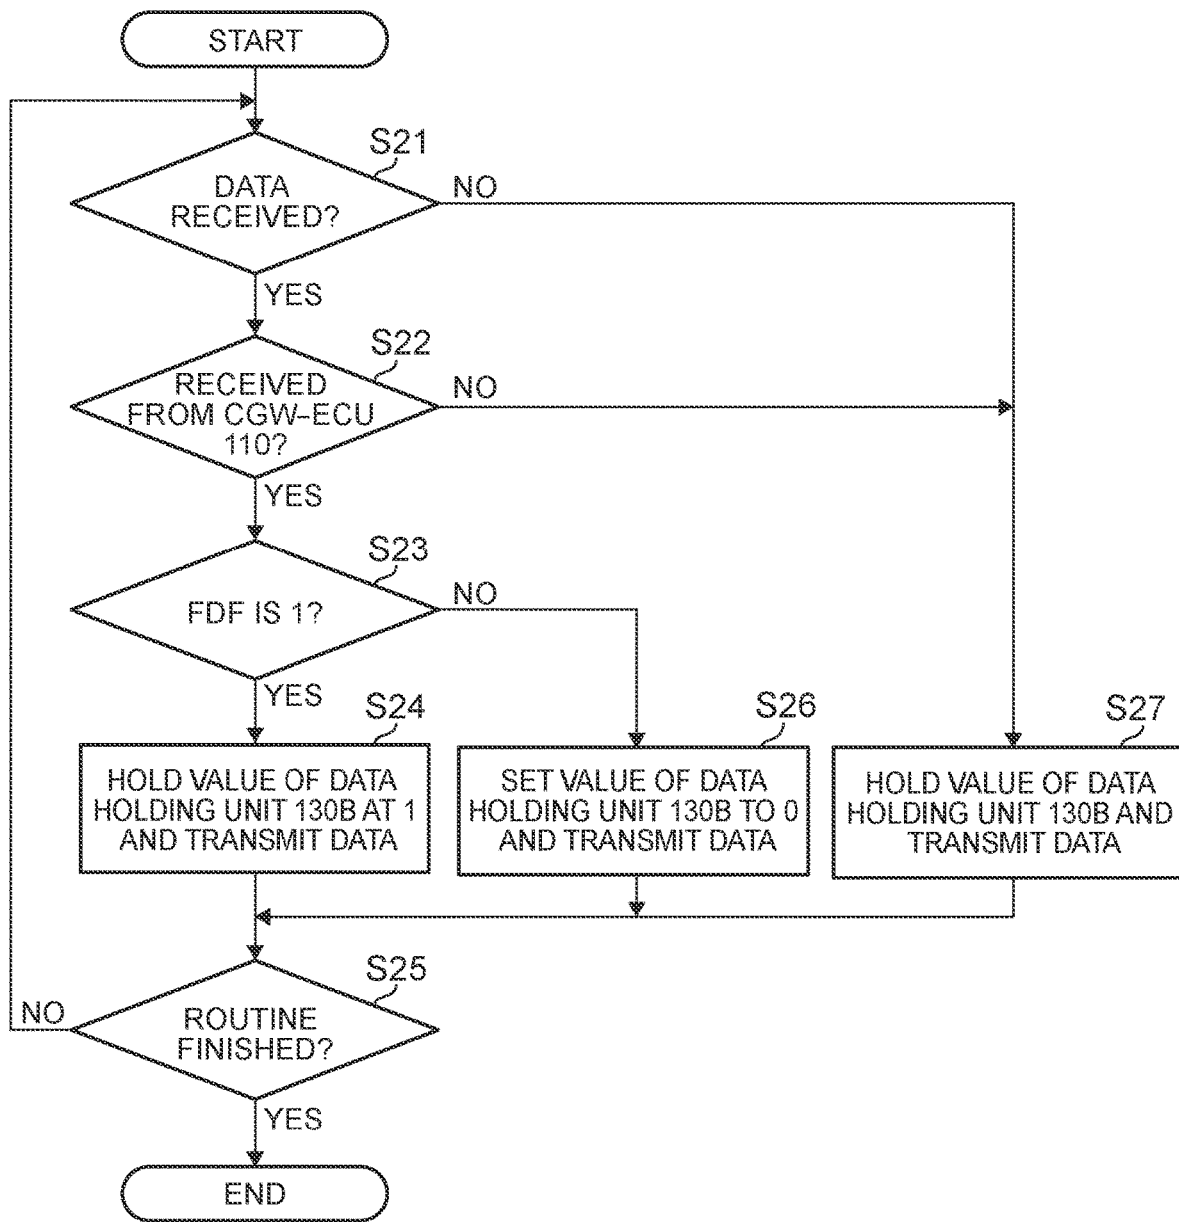 START
S21
DATA
RECEIVED?
NO
YES
S22
RECEIVED
FROM CGW-ECU
110?
NO
YES
S23
FDF IS 1?
NO
YES
S24
HOLD VALUE OF DATA
HOLDING UNIT 130B AT 1
AND TRANSMIT DATA
S26
SET VALUE OF DATA
HOLDING UNIT 130B TO 0
AND TRANSMIT DATA
S27
HOLD VALUE OF DATA
HOLDING UNIT 130B AND
TRANSMIT DATA
S25
ROUTINE
FINISHED?
NO
YES
END